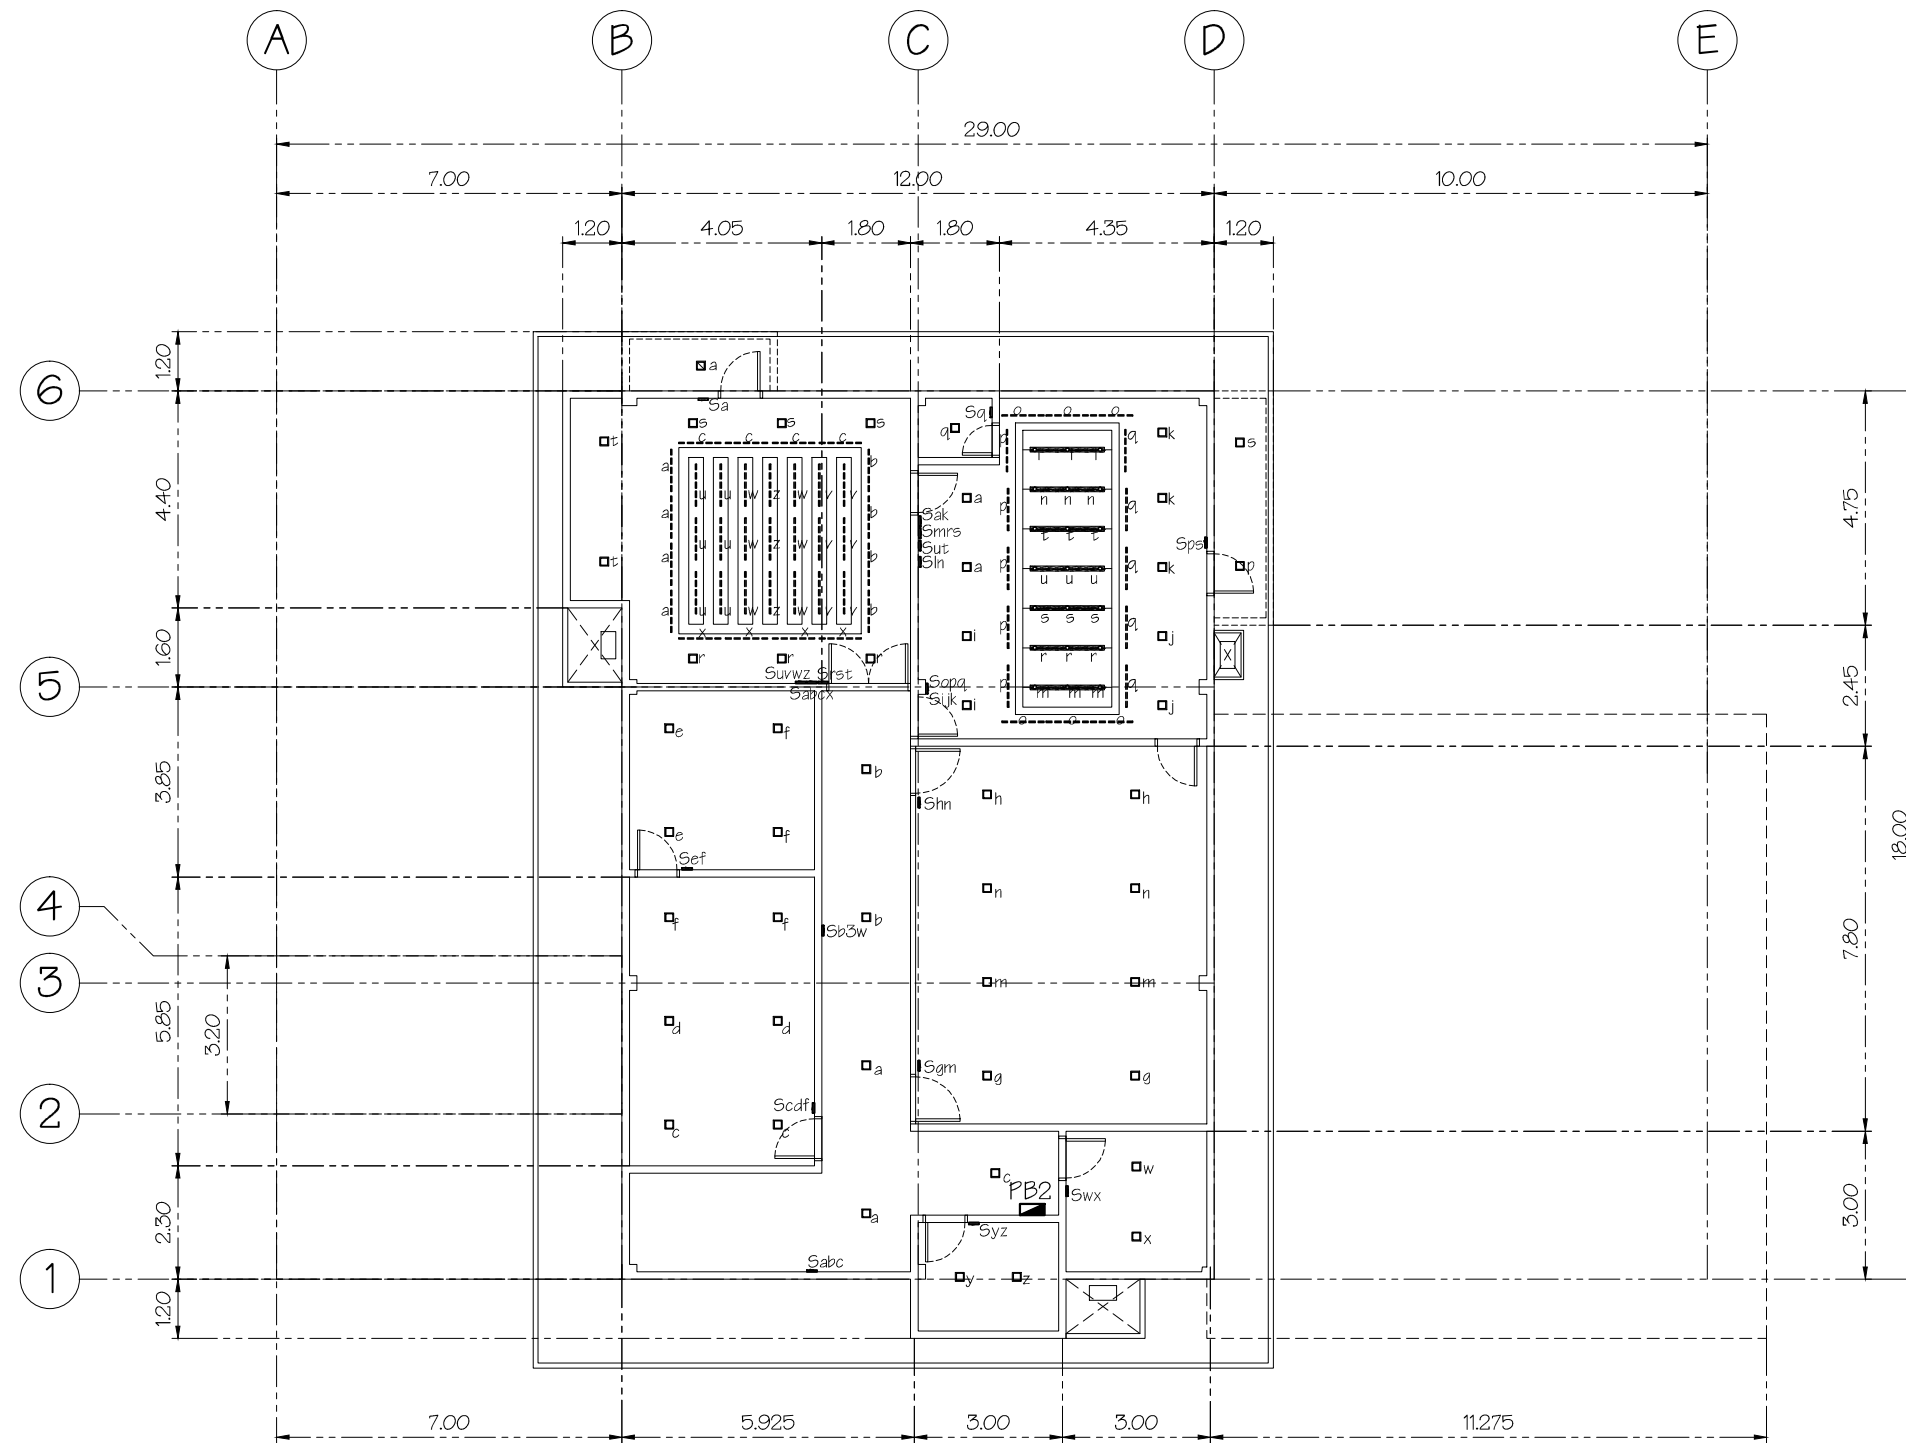 A B C D E
29.00
7.00 12.00 10.00
1.20 4.05 1.80 1.80 4.35 1.20
1.20
6
a
Sa
Sq
o o o
s s s
q
k
t
s
c c c c
p
q
a
b
l l l
4.40
u u w z w v v
a
n n n
k
4.75
a
b
Sak
p
q
Smrs
t t t
Sps
u u w z w v v
Sut
t
a
b
Sln
a
p
q
k
p
u u u
a
u u w z w v v
b
s s s
1.60
x x x x
i
p
q
j
X
X
r r r
r r r
Suvwz Srst
Sopq
5
Sabcx
Sijk
p
m m m
q
2.45
i
j
o o o
e f
b
3.85
h h
Shn
18.00
e f
Sef
n n
4
f f
b
Sb3w
7.80
3
m m
5.85
3.20
d d
a
Sgm
g g
2
Scdf
c c
w
c
PB2
Swx
2.30
a
3.00
Syz
x
Sabc
1
y z
1.20
X
7.00 5.925 3.00 3.00 11.275